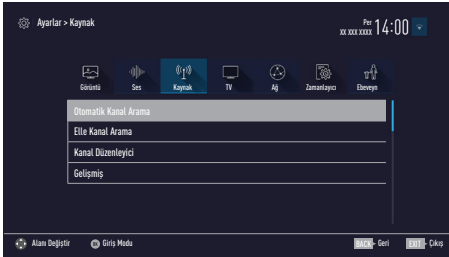 Ayarlar > Kaynak
Per
xx xxx xxxx 14:00
Görüntü Ses Kaynak TV Ağ Zamanlayıcı Ebeveyn
Otomatik Kanal Arama
Elle Kanal Arama
Kanal Düzenleyici
Gelişmiş
Alanı Değiştir OK Giriş Modu BACK Geri EXIT Çıkış